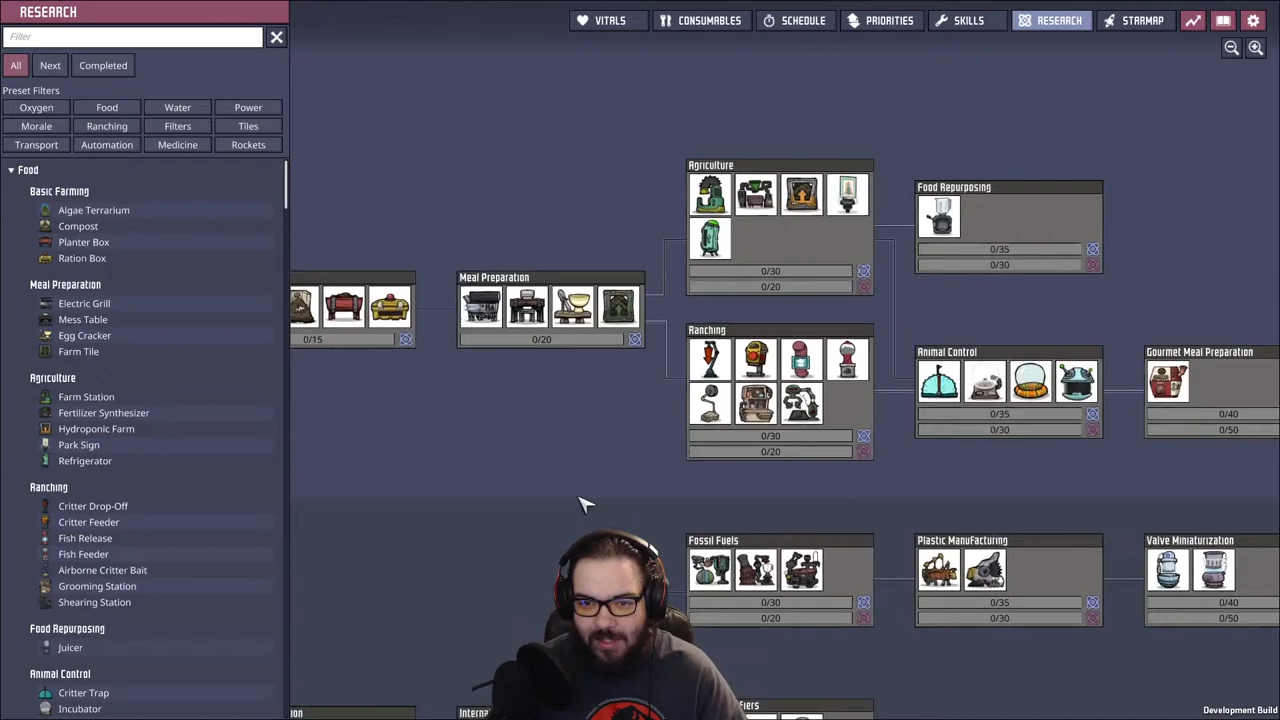 RESEARCH
VITALS
CONSUMABLES
SCHEDULE
PRIORITIES
SKILLS
RESEARCH
STARMAP
Filter
All
Next
Completed
Preset Filters
Oxygen
Food
Water
Power
Morale
Ranching
Filters
Tiles
Transport
Automation
Medicine
Rockets
Food
Basic Farming
Algae Terrarium
Compost
Planter Box
Ration Box
Meal Preparation
Electric Grill
Mess Table
Egg Cracker
Farm Tile
Agriculture
Farm Station
Fertilizer Synthesizer
Hydroponic Farm
Park Sign
Refrigerator
Ranching
Critter Drop-Off
Critter Feeder
Fish Release
Fish Feeder
Airborne Critter Bait
Grooming Station
Shearing Station
Food Repurposing
Juicer
Animal Control
Critter Trap
Incubator
0/15
Meal Preparation
0/20
Agriculture
0/30
0/20
Ranching
0/30
0/20
Food Repurposing
0/35
0/30
Animal Control
0/35
0/30
Gourmet Meal Preparation
0/40
0/50
Fossil Fuels
0/30
0/20
Plastic Manufacturing
0/35
0/30
Valve Miniaturization
0/40
0/50
Development Build